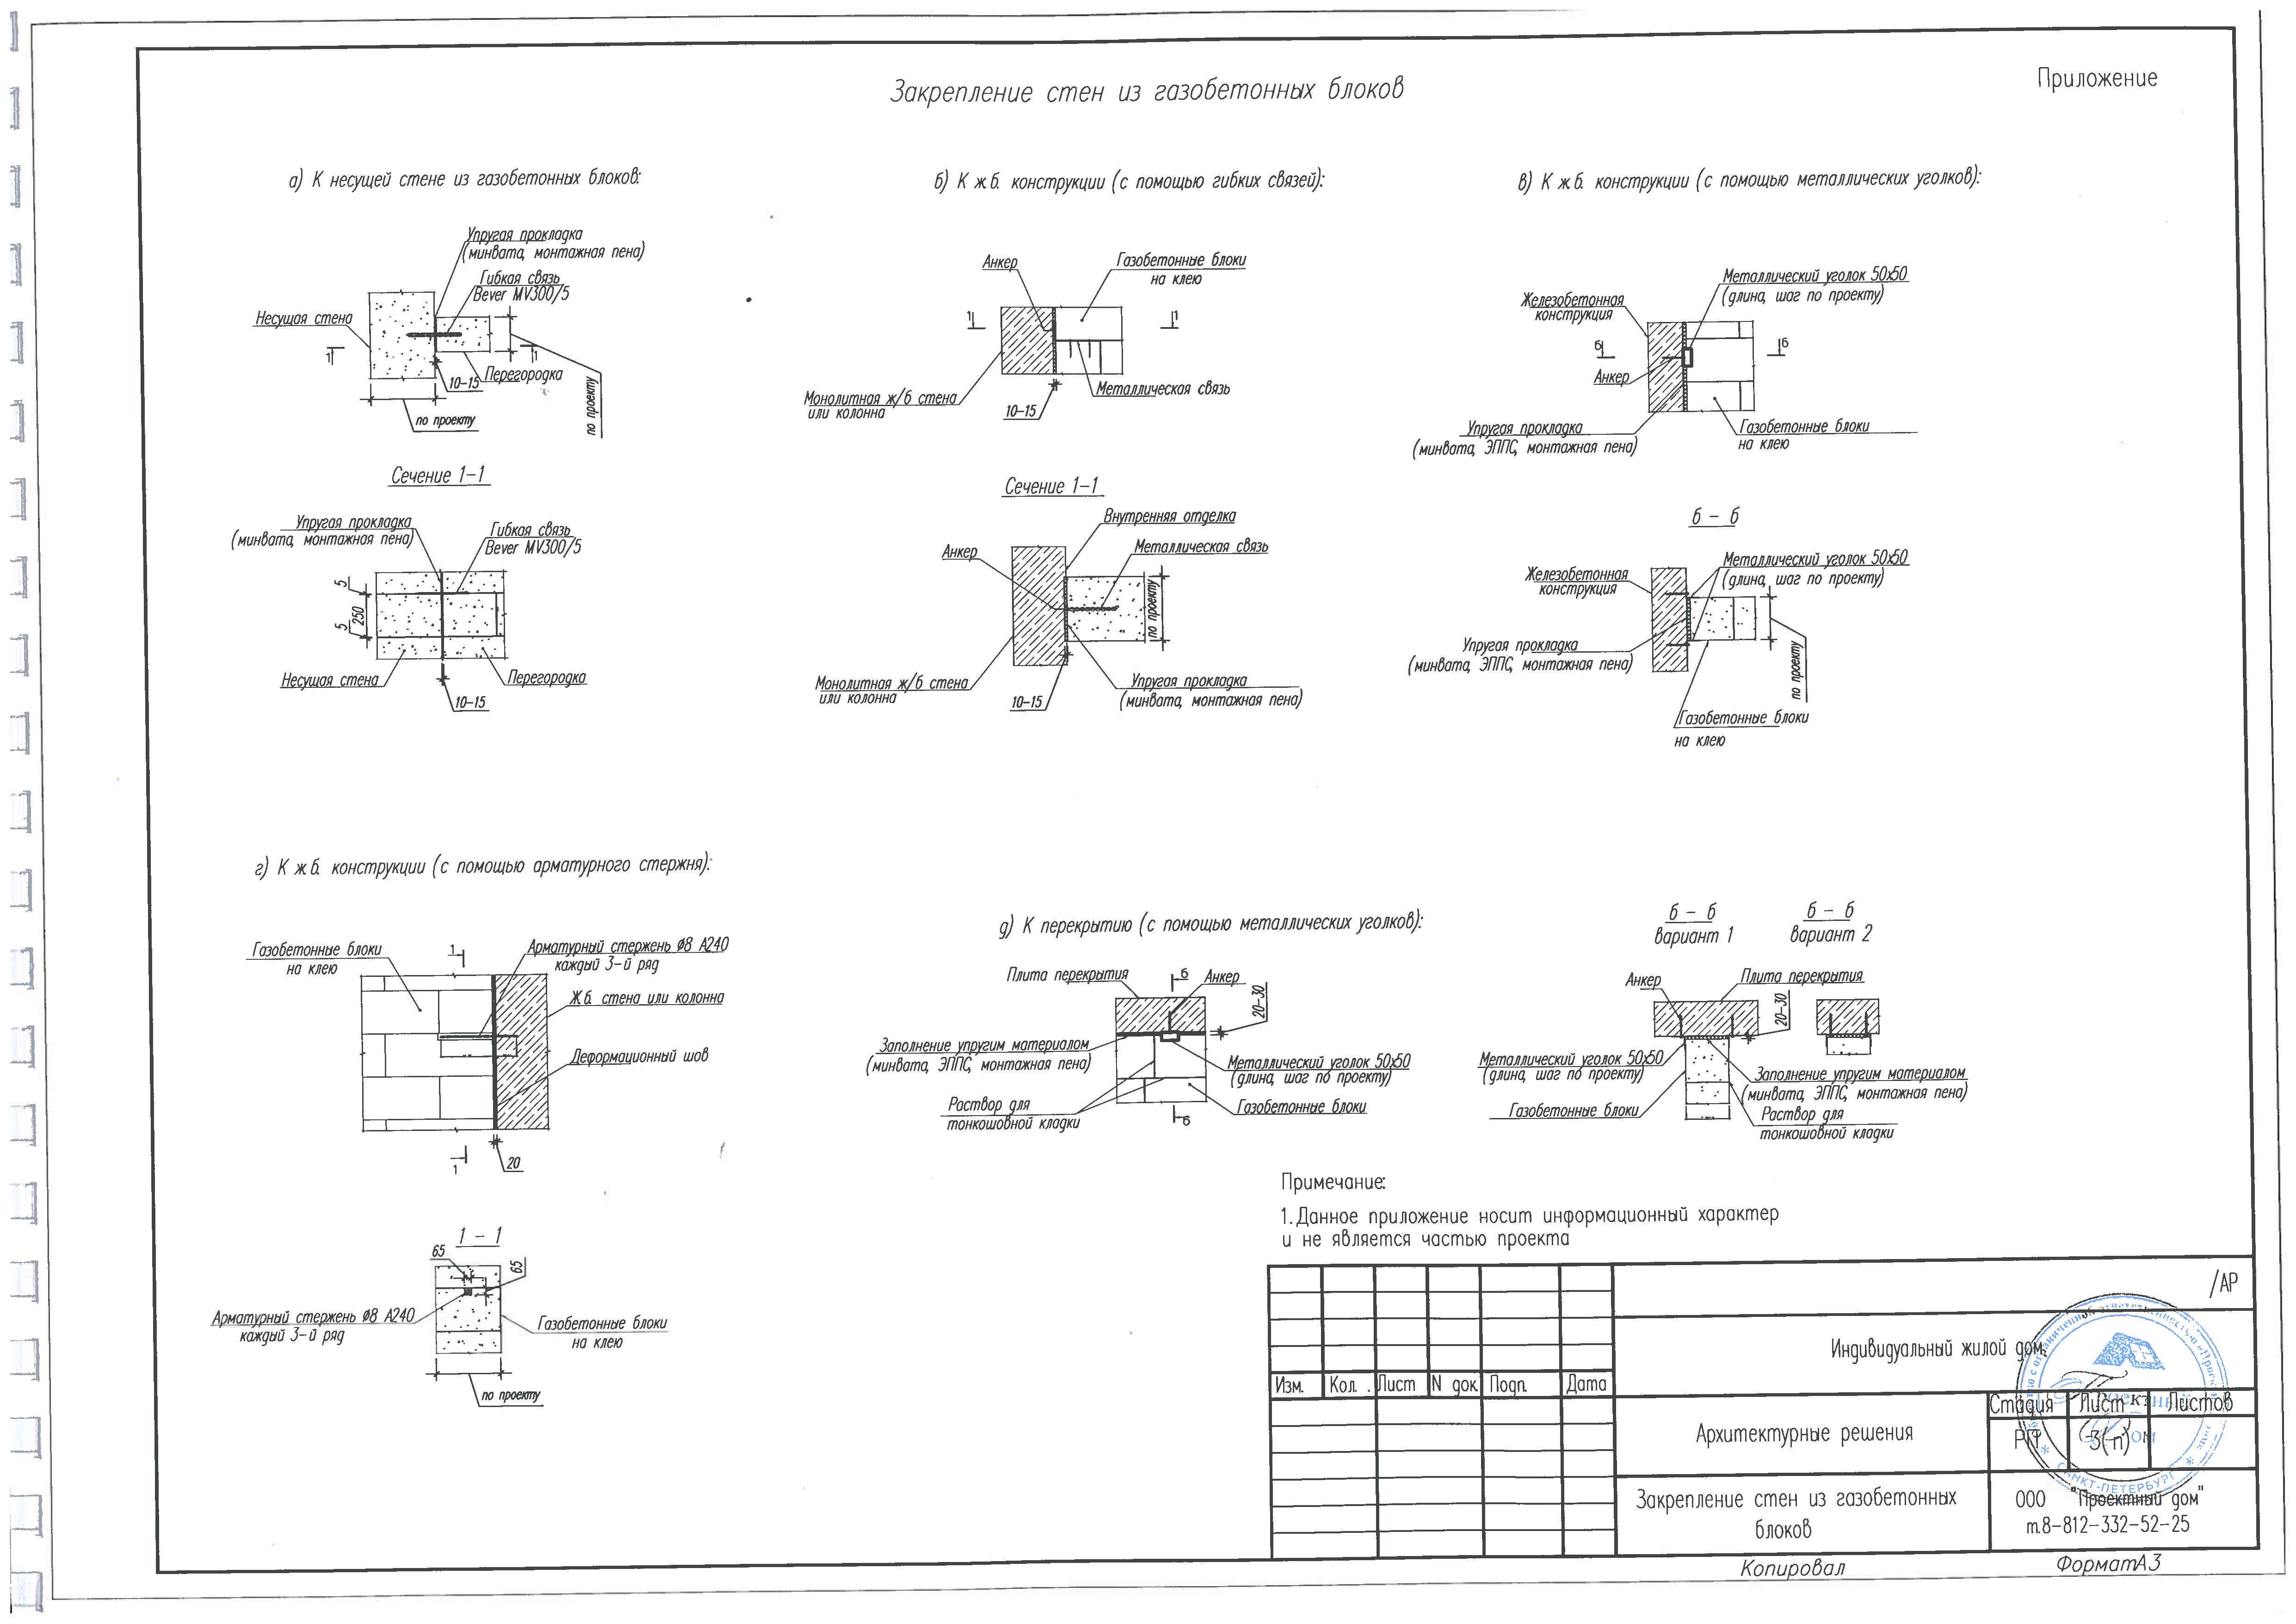 Приложение
Закрепление стен из газобетонных блоков
а) К несущей стене из газобетонных блоков:
Упругая прокладка
(минвата, монтажная пена)
Гибкая связь
Bever MV300/5
Несущая стена
1
1
10-15
Перегородка
по проекту
по проекту
Сечение 1-1
Упругая прокладка
(минвата, монтажная пена)
Гибкая связь
Bever MV300/5
5
250
5
Несущая стена
Перегородка
10-15
б) К ж.б. конструкции (с помощью гибких связей):
Анкер
Газобетонные блоки
на клею
1
1
Монолитная ж/б стена
или колонна
10-15
Металлическая связь
Сечение 1-1
Внутренняя отделка
Анкер
Металлическая связь
по проекту
Монолитная ж/б стена
или колонна
10-15
Упругая прокладка
(минвата, монтажная пена)
в) К ж.б. конструкции (с помощью металлических уголков):
Металлический уголок 50х50
(длина, шаг по проекту)
Железобетонная
конструкция
б
б
Анкер
Упругая прокладка
(минвата, ЭППС, монтажная пена)
Газобетонные блоки
на клею
б - б
Металлический уголок 50х50
(длина, шаг по проекту)
Железобетонная
конструкция
Упругая прокладка
(минвата, ЭППС, монтажная пена)
по проекту
Газобетонные блоки
на клею
г) К ж.б. конструкции (с помощью арматурного стержня):
Газобетонные блоки
на клею
1
Арматурный стержень ø8 А240
каждый 3-й ряд
Ж.б. стена или колонна
Деформационный шов
1
20
1 - 1
65
65
Арматурный стержень ø8 А240
каждый 3-й ряд
Газобетонные блоки
на клею
по проекту
д) К перекрытию (с помощью металлических уголков):
Плита перекрытия
б
Анкер
20-30
Заполнение упругим материалом
(минвата, ЭППС, монтажная пена)
Металлический уголок 50х50
(длина, шаг по проекту)
Раствор для
тонкошовной кладки
Газобетонные блоки
б
б - б
вариант 1
б - б
вариант 2
Анкер
Плита перекрытия
20-30
Металлический уголок 50х50
(длина, шаг по проекту)
Заполнение упругим материалом
(минвата, ЭППС, монтажная пена)
Газобетонные блоки
Раствор для
тонкошовной кладки
Примечание:
1. Данное приложение носит информационный характер
и не является частью проекта
/АР
Индивидуальный жилой дом.
Изм. Кол. Лист N док. Подп. Дата
Архитектурные решения
Стадия Лист Листов
РП 3(п)
Закрепление стен из газобетонных
блоков
ООО "Проектный дом"
т.8-812-332-52-25
САНКТ-ПЕТЕРБУРГ
Копировал
Формат А3